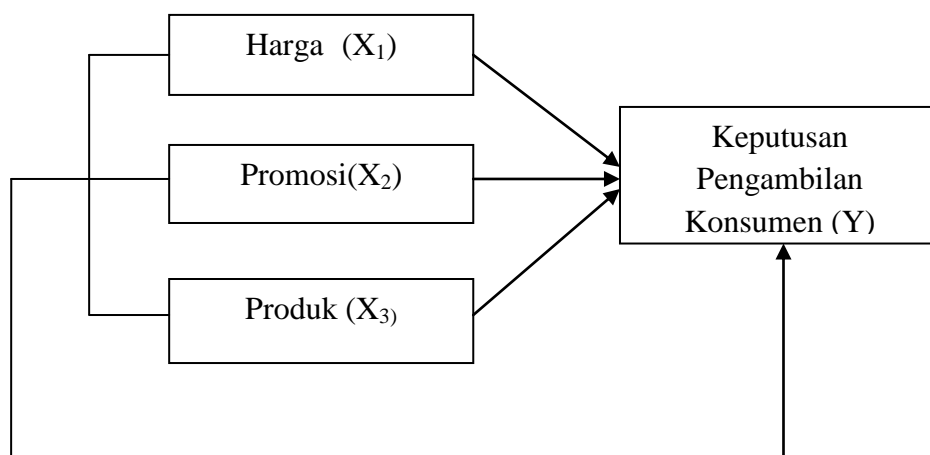 Harga (X₁)
Promosi(X₂)
Produk (X₃)
Keputusan
Pengambilan
Konsumen (Y)